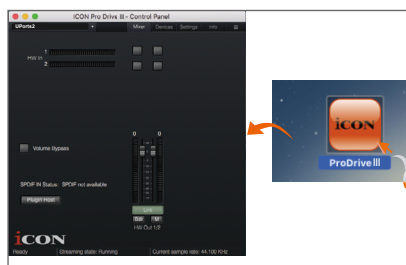 ICON Pro Drive III - Control Panel
UPorts2
Mixer Devices Settings Info
HW In
1
2
0 0
Volume Bypass
SPDIF IN Status: SPDIF not available
Plugin Host
Link
M
HW Out 1/2
iCON
Ready Streaming state: Running Current sample rate: 44.100 KHz
iCON
ProDrive III